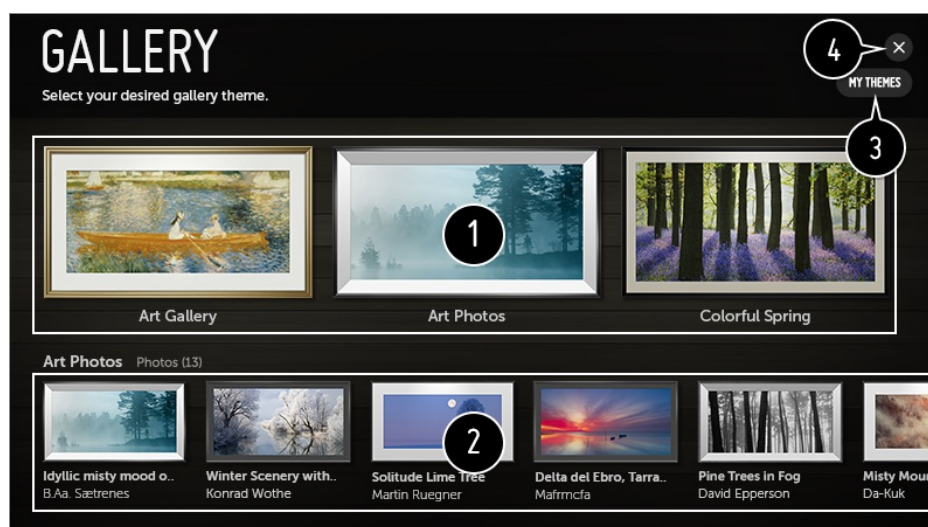 GALLERY
Select your desired gallery theme.
4
MY THEMES
3
1
Art Gallery
Art Photos
Colorful Spring
Art Photos Photos (13)
2
Idyllic misty mood o..
Winter Scenery with..
Solitude Lime Tree
Delta del Ebro, Tarra..
Pine Trees in Fog
Misty Mour
B.Aa. Sætrenes
Konrad Wothe
Martin Ruegner
Mafrmcfa
David Epperson
Da-Kuk